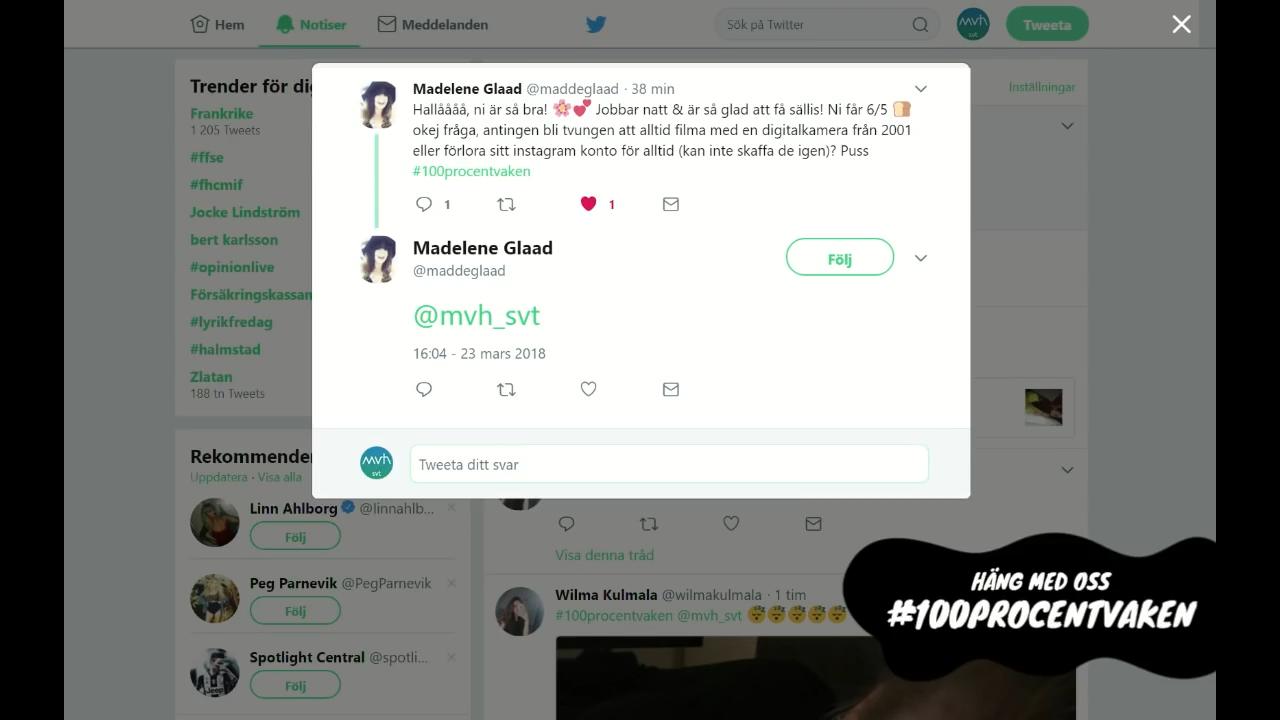 Hem
Notiser
Meddelanden
Sök på Twitter
mvh
svt
Tweeta
Trender för dig
Frankrike
1 205 Tweets
#ffse
#fhcmif
Jocke Lindström
bert karlsson
#opinionlive
Försäkringskassan
#lyrikfredag
#halmstad
Zlatan
188 tn Tweets
Inställningar
Madelene Glaad @maddeglaad · 38 min
Hallåååå, ni är så bra! 🌸💕 Jobbar natt & är så glad att få sällis! Ni får 6/5 🍞
okej fråga, antingen bli tvungen att alltid filma med en digitalkamera från 2001
eller förlora sitt instagram konto för alltid (kan inte skaffa de igen)? Puss
#100procentvaken
1
1
Madelene Glaad
@maddeglaad
Följ
@mvh_svt
16:04 - 23 mars 2018
mvh
svt
Tweeta ditt svar
Rekommender
Uppdatera · Visa alla
Linn Ahlborg @linnahlb...
Följ
Peg Parnevik @PegParnevik
Följ
Spotlight Central @spotli...
Följ
Visa denna tråd
Wilma Kulmala @wilmakulmala · 1 tim
#100procentvaken @mvh_svt 😴😴😴😴😴
HÄNG MED OSS
#100PROCENTVAKEN